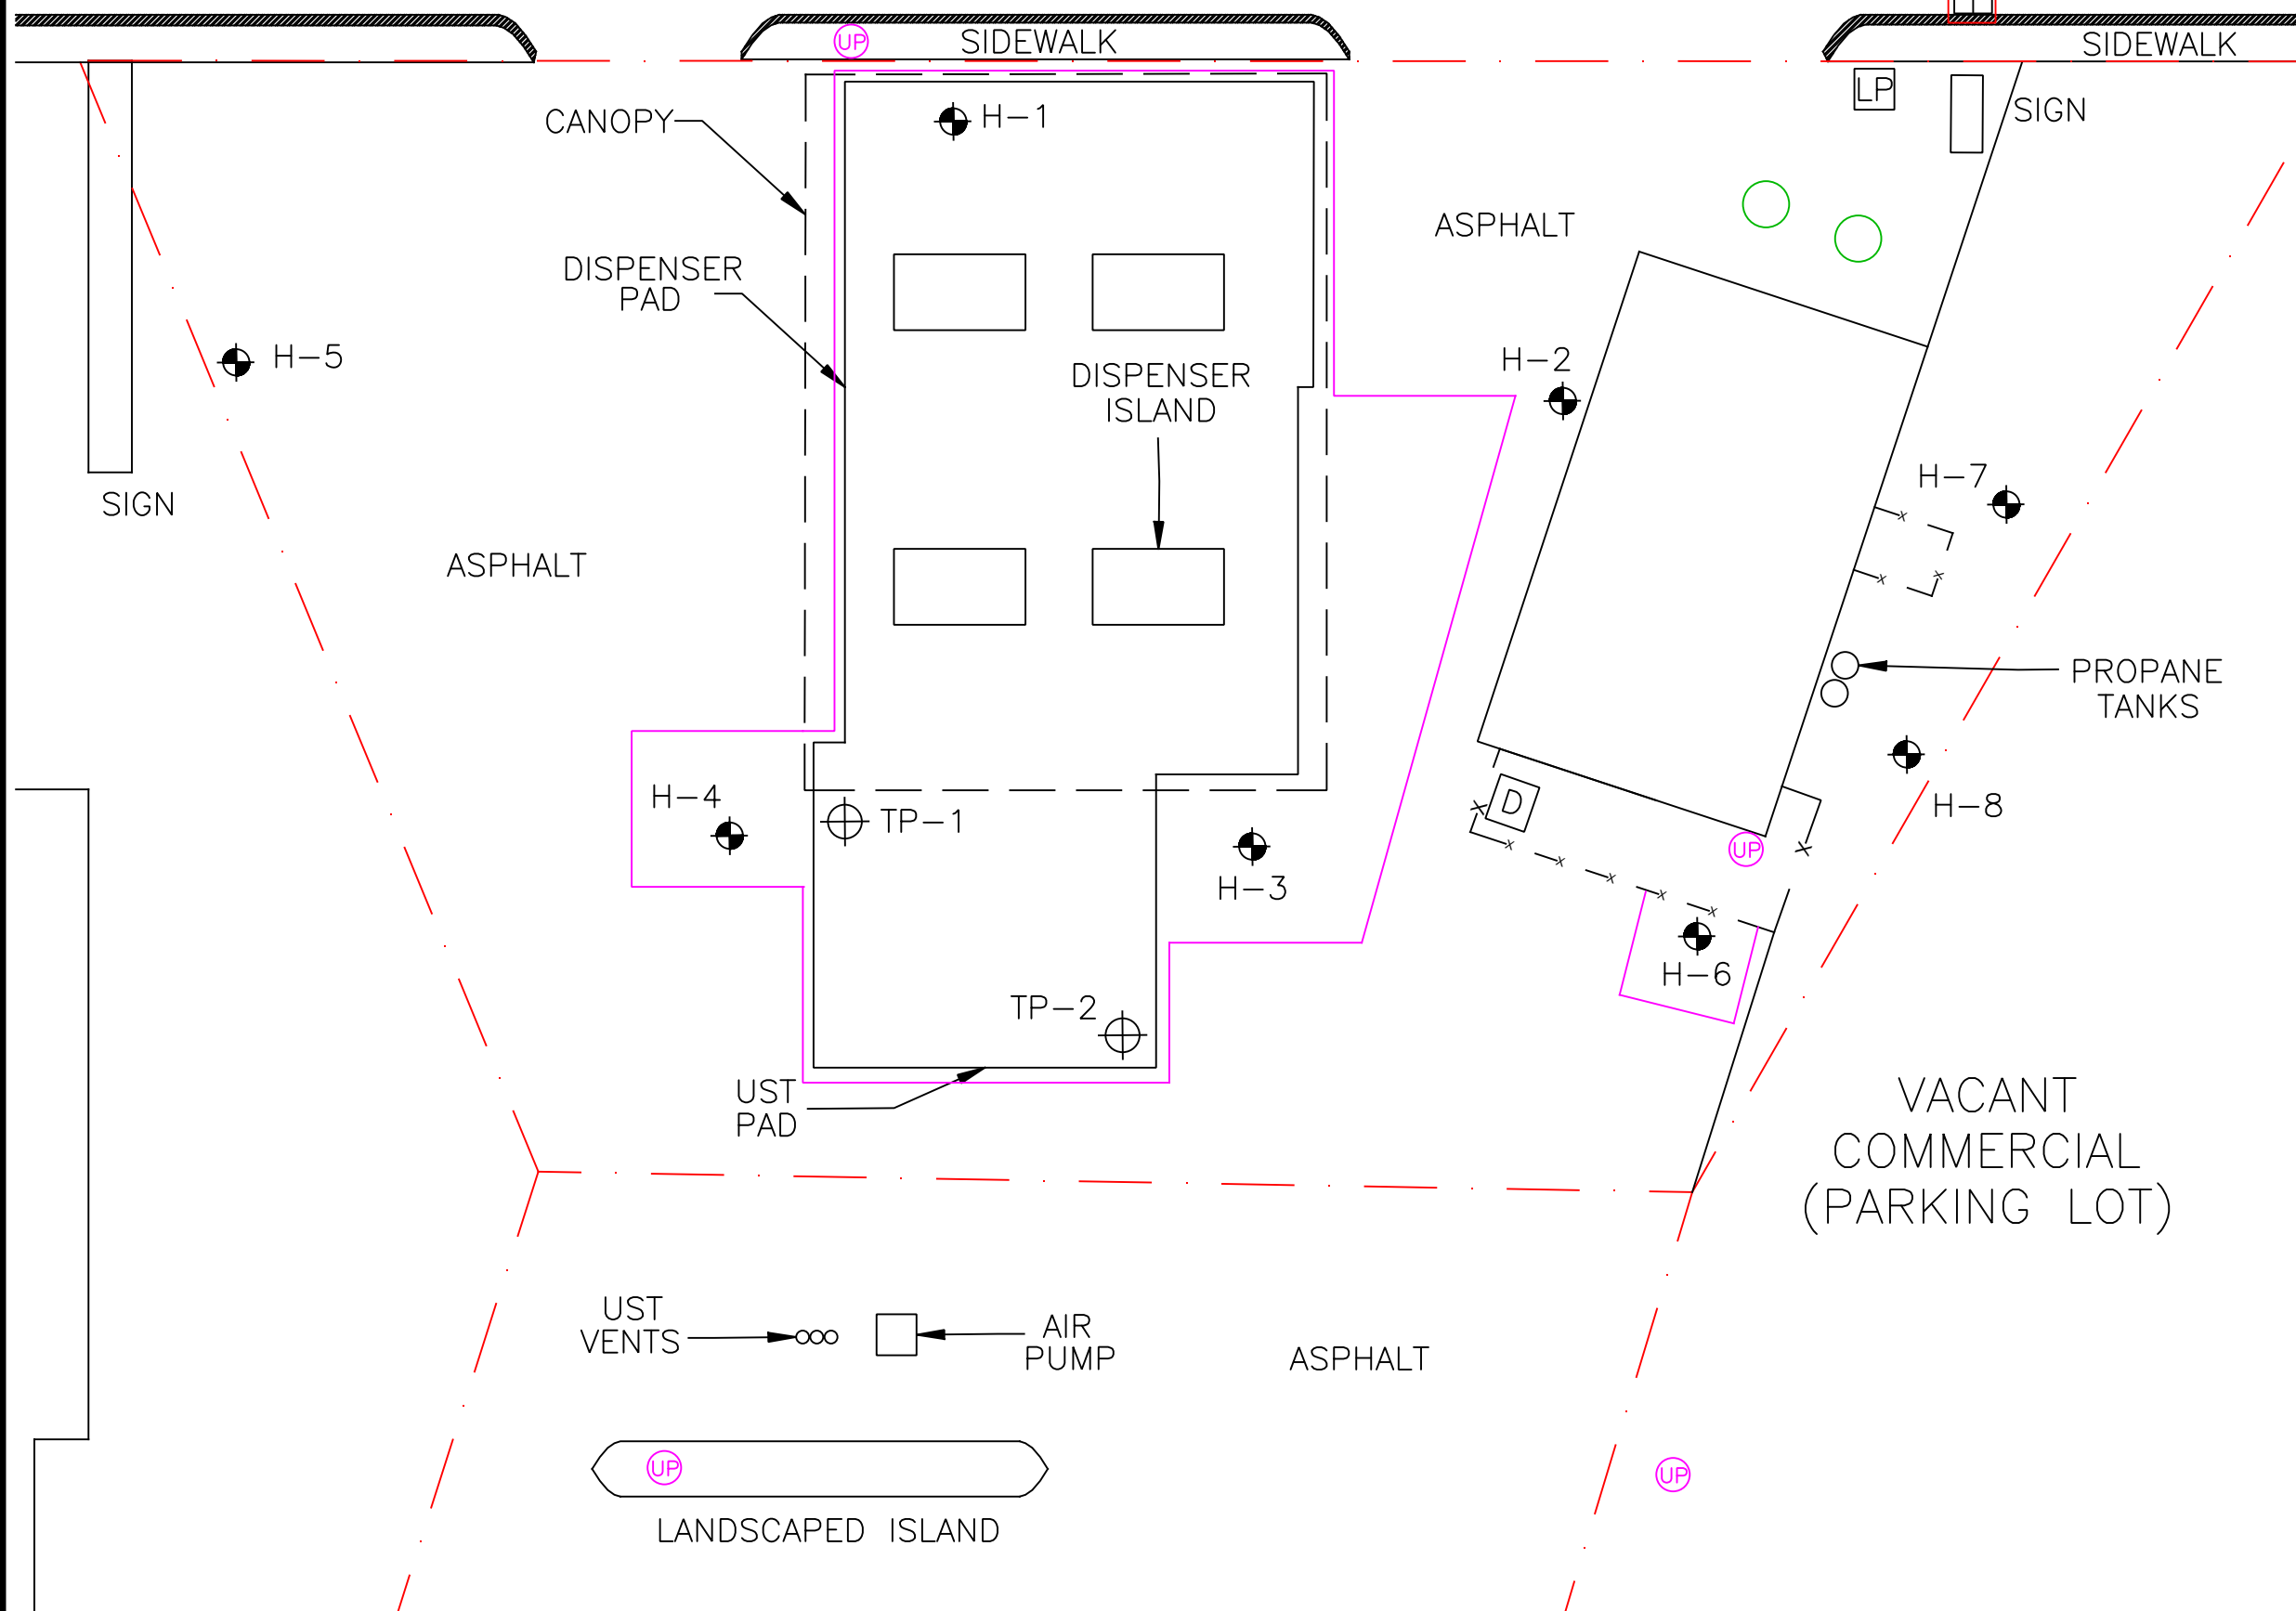 UP
SIDEWALK
SIDEWALK
CANOPY
H-1
LP
SIGN
ASPHALT
DISPENSER
PAD
H-5
DISPENSER
ISLAND
H-2
SIGN
H-7
ASPHALT
PROPANE
TANKS
H-4
TP-1
D
H-8
UP
H-3
H-6
TP-2
UST
PAD
VACANT
COMMERCIAL
(PARKING LOT)
UST
VENTS
AIR
PUMP
ASPHALT
UP
UP
LANDSCAPED ISLAND